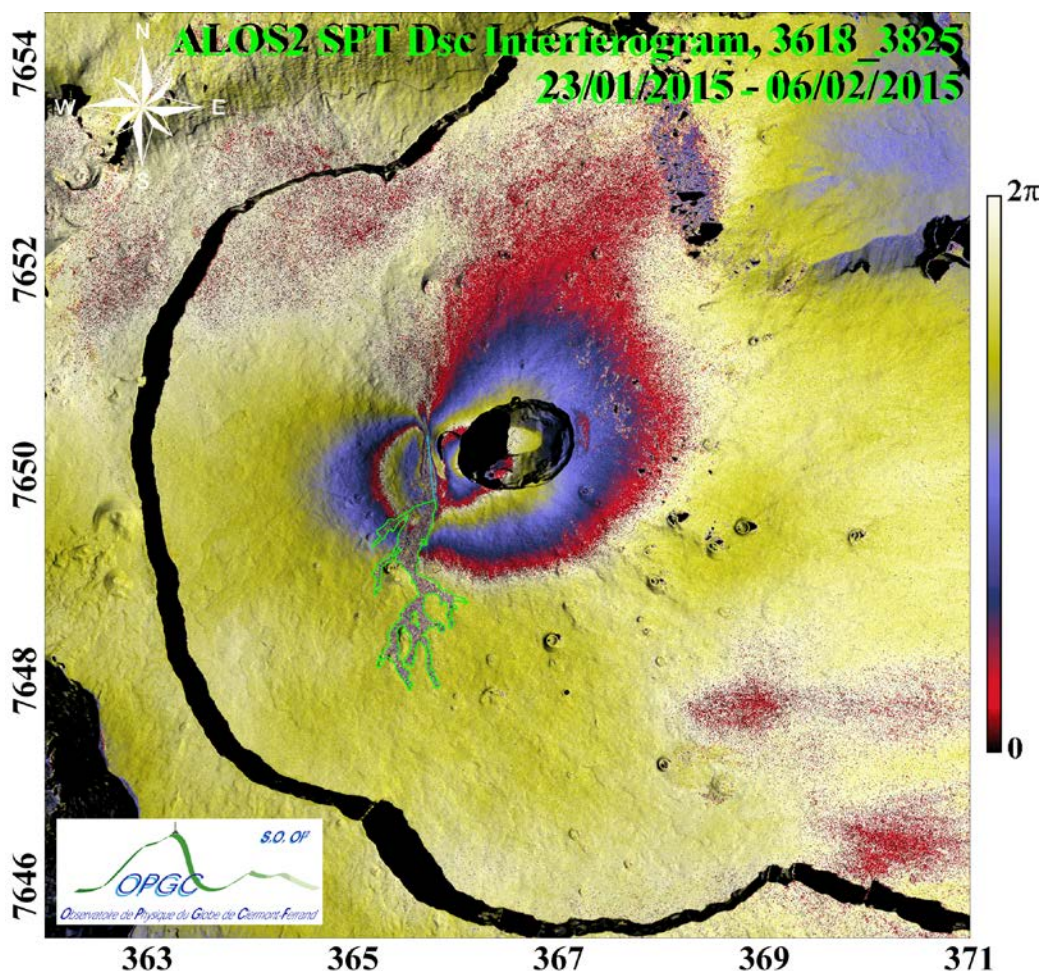 ALOS2 SPT Dsc Interferogram, 3618_3825
23/01/2015 - 06/02/2015
N
W
E
S
7654
7652
7650
7648
7646
2π
0
S.O. OI²
OPGC
Observatoire de Physique du Globe de Clermont-Ferrand
363
365
367
369
371